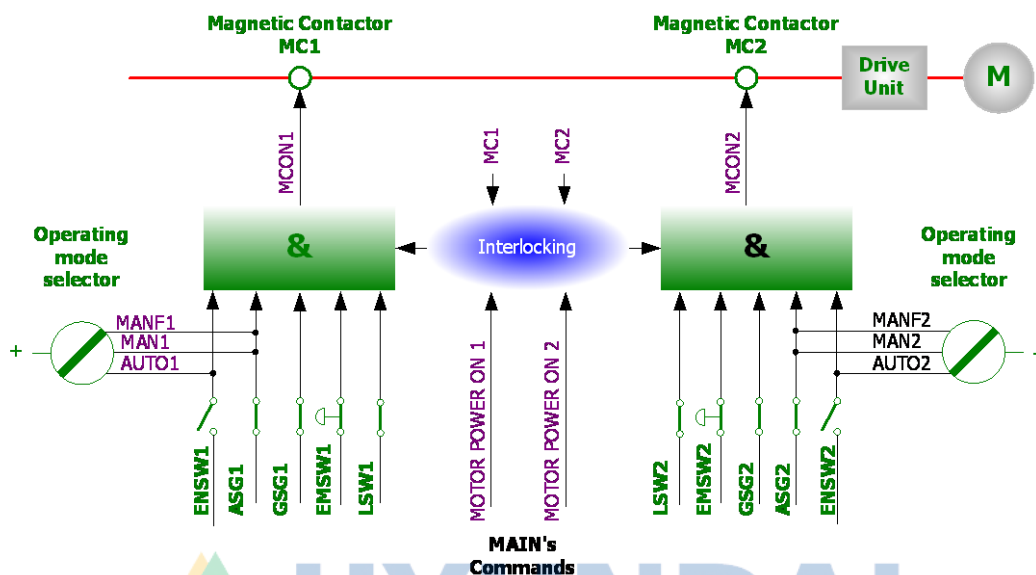 Magnetic Contactor
MC1
Magnetic Contactor
MC2
Drive
Unit
M
MCON1
MC1
MC2
MCON2
Operating
mode
selector
&
Interlocking
&
Operating
mode
selector
+
MANF1
MAN1
AUTO1
MANF2
MAN2
AUTO2
ENSW1
ASG1
GSG1
EMSW1
LSW1
MOTOR POWER ON 1
MOTOR POWER ON 2
LSW2
EMSW2
GSG2
ASG2
ENSW2
MAIN's
Commands